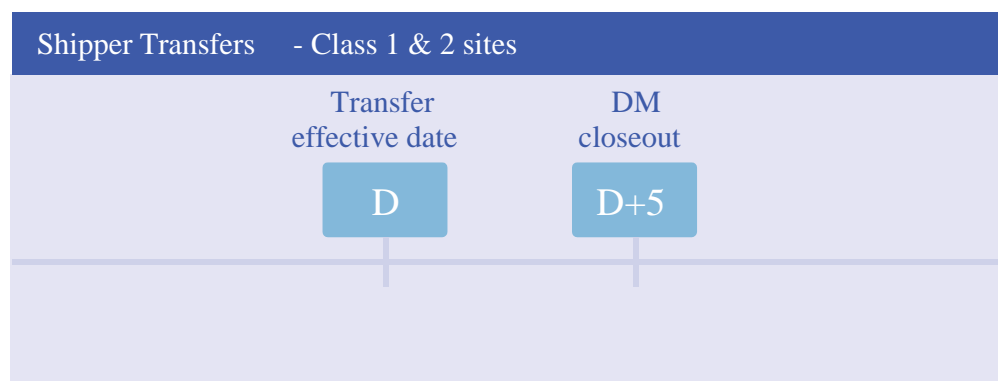 Shipper Transfers - Class 1 & 2 sites
Transfer
effective date
DM
closeout
D
D+5